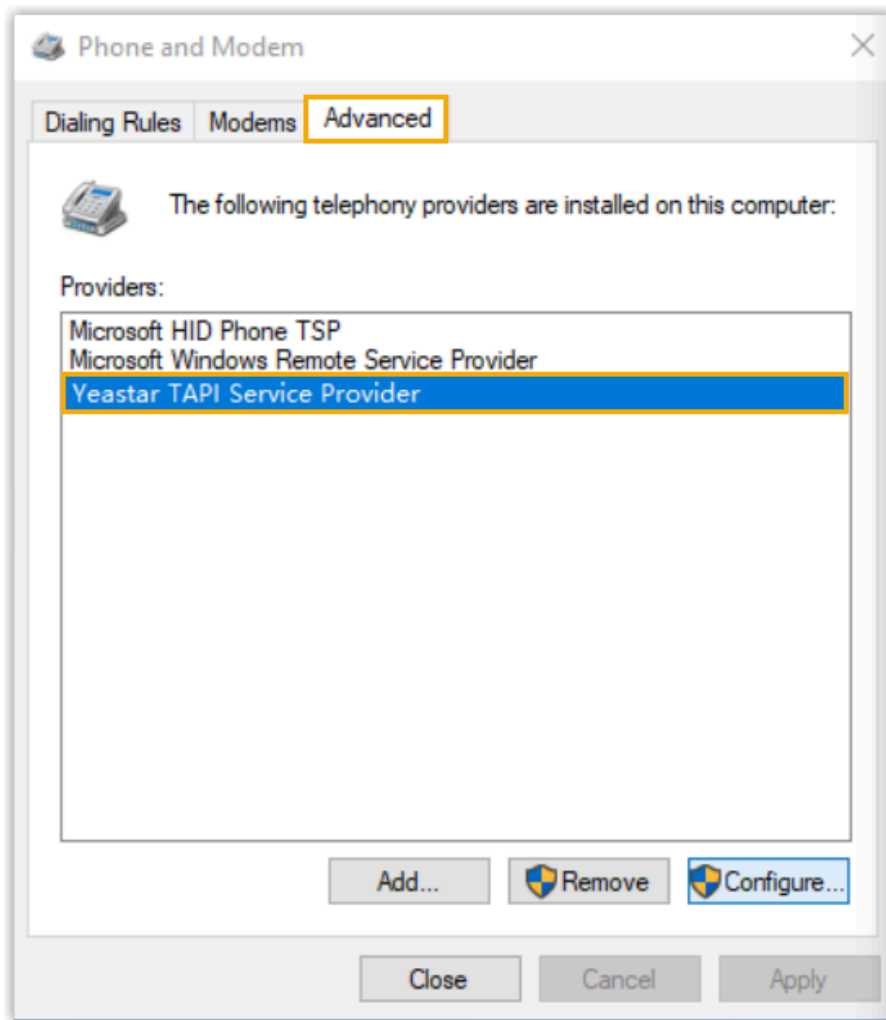 Phone and Modem
Dialing Rules Modems Advanced
The following telephony providers are installed on this computer:
Providers:
Microsoft HID Phone TSP
Microsoft Windows Remote Service Provider
Yeastar TAPI Service Provider
Add... Remove Configure...
Close Cancel Apply